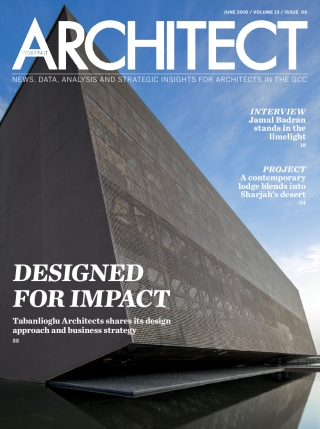 JUNE 2019 / VOLUME 13 / ISSUE 06
ARCHITECT
NEWS, DATA, ANALYSIS AND STRATEGIC INSIGHTS FOR ARCHITECTS IN THE GCC
INTERVIEW
Jamal Badran
stands in the
limelight
18
PROJECT
A contemporary
lodge blends into
Sharjah's desert
34
DESIGNED
FOR IMPACT
Tabanlioglu Architects shares its design
approach and business strategy
22